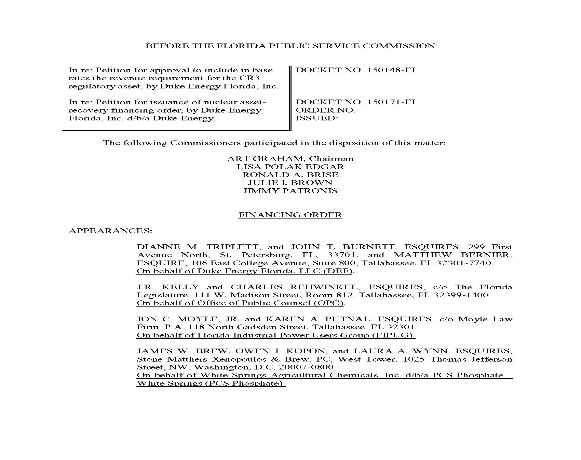 BEFORE THE FLORIDA PUBLIC SERVICE COMMISSION
In re: Petition for approval to include in base
rates the revenue requirement for the CR3
regulatory asset, by Duke Energy Florida, Inc.
DOCKET NO. 150148-EI
In re: Petition for issuance of nuclear asset-
recovery financing order, by Duke Energy
Florida, Inc. d/b/a Duke Energy.
DOCKET NO. 150171-EI
ORDER NO.
ISSUED:
The following Commissioners participated in the disposition of this matter:
ART GRAHAM, Chairman
LISA POLAK EDGAR
RONALD A. BRISÉ
JULIE I. BROWN
JIMMY PATRONIS
FINANCING ORDER
APPEARANCES:
DIANNE M. TRIPLETT, and JOHN T. BURNETT, ESQUIRES, 299 First
Avenue North, St. Petersburg, FL, 33701, and MATTHEW BERNIER,
ESQUIRE, 106 East College Avenue, Suite 800, Tallahassee, FL 32301-7740
On behalf of Duke Energy Florida, LLC (DEF).
J.R. KELLY and CHARLES REHWINKEL, ESQUIRES, c/o The Florida
Legislature, 111 W. Madison Street, Room 812, Tallahassee, FL 32399-1400
On behalf of Office of Public Counsel (OPC).
JON C. MOYLE, JR. and KAREN A. PUTNAL, ESQUIRES, c/o Moyle Law
Firm, P.A. 118 North Gadsden Street, Tallahassee, FL 32301
On behalf of Florida Industrial Power Users Group (FIPUG).
JAMES W. BREW, OWEN J. KOPON, and LAURA A. WYNN, ESQUIRES,
Stone Mattheis Xenopoulos & Brew, PC, West Tower, 1025 Thomas Jefferson
Street, NW, Washington, D.C. 20007-0800
On behalf of White Springs Agricultural Chemicals, Inc. d/b/a PCS Phosphate –
White Springs (PCS Phosphate).